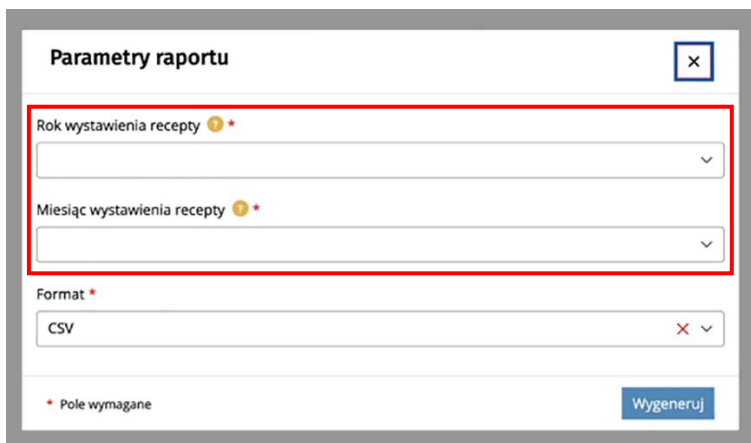 Parametry raportu
Rok wystawienia recepty ? *
Miesiąc wystawienia recepty ? *
Format *
CSV
* Pole wymagane
Wygeneruj